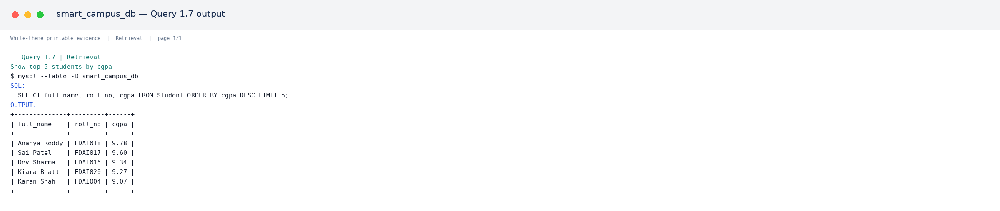 smart_campus_db — Query 1.7 output
White-theme printable evidence  |  Retrieval  |  page 1/1
-- Query 1.7 | Retrieval
Show top 5 students by cgpa
$ mysql --table -D smart_campus_db
SQL:
  SELECT full_name, roll_no, cgpa FROM Student ORDER BY cgpa DESC LIMIT 5;
OUTPUT:
+--------------+---------+------+
| full_name    | roll_no | cgpa |
+--------------+---------+------+
| Ananya Reddy | FDAI018 | 9.78 |
| Sai Patel    | FDAI017 | 9.60 |
| Dev Sharma   | FDAI016 | 9.34 |
| Kiara Bhatt  | FDAI020 | 9.27 |
| Karan Shah   | FDAI004 | 9.07 |
+--------------+---------+------+